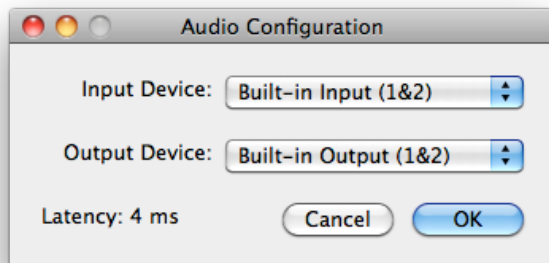 Audio Configuration
Input Device: Built-in Input (1&2)
Output Device: Built-in Output (1&2)
Latency: 4 ms Cancel OK